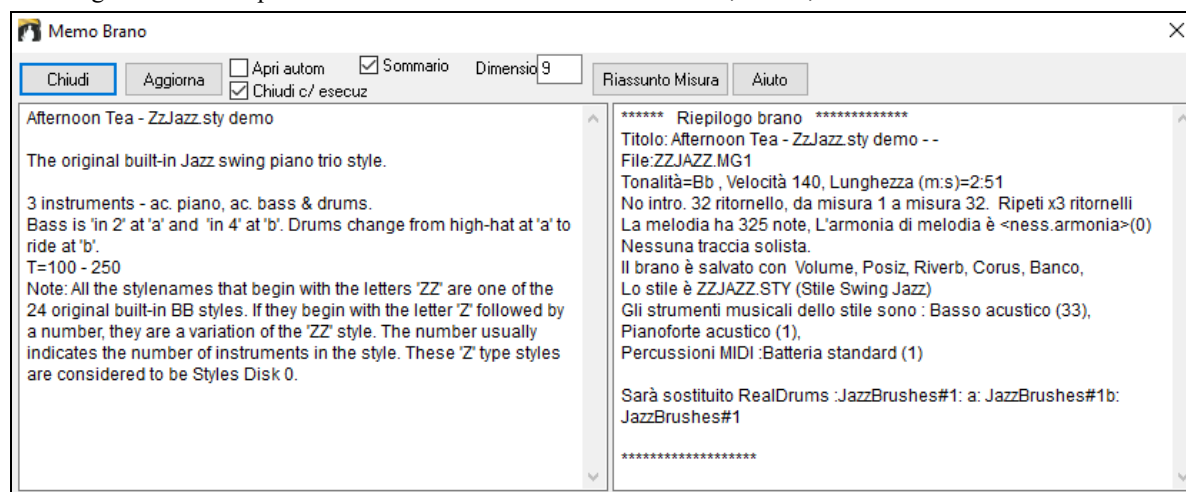 Memo Brano
Chiudi
Aggiorna
Apri autom
Chiudi c/ esecuz
Sommario
Dimensio
9
Riassunto Misura
Aiuto
Afternoon Tea - ZzJazz.sty demo
The original built-in Jazz swing piano trio style.
3 instruments - ac. piano, ac. bass & drums.
Bass is 'in 2' at 'a' and 'in 4' at 'b'. Drums change from high-hat at 'a' to
ride at 'b'.
T=100 - 250
Note: All the stylenames that begin with the letters 'ZZ' are one of the
24 original built-in BB styles. If they begin with the letter 'Z' followed by
a number, they are a variation of the 'ZZ' style. The number usually
indicates the number of instruments in the style. These 'Z' type styles
are considered to be Styles Disk 0.
****** Riepilogo brano *************
Titolo: Afternoon Tea - ZzJazz.sty demo - -
File:ZZJAZZ.MG1
Tonalità=Bb , Velocità 140, Lunghezza (m:s)=2:51
No intro. 32 ritornello, da misura 1 a misura 32. Ripeti x3 ritornelli
La melodia ha 325 note, L'armonia di melodia è <ness.armonia>(0)
Nessuna traccia solista.
Il brano è salvato con Volume, Posiz, Riverb, Corus, Banco,
Lo stile è ZZJAZZ.STY (Stile Swing Jazz)
Gli strumenti musicali dello stile sono : Basso acustico (33),
Pianoforte acustico (1),
Percussioni MIDI :Batteria standard (1)
Sarà sostituito RealDrums :JazzBrushes#1: a: JazzBrushes#1b:
JazzBrushes#1
*******************